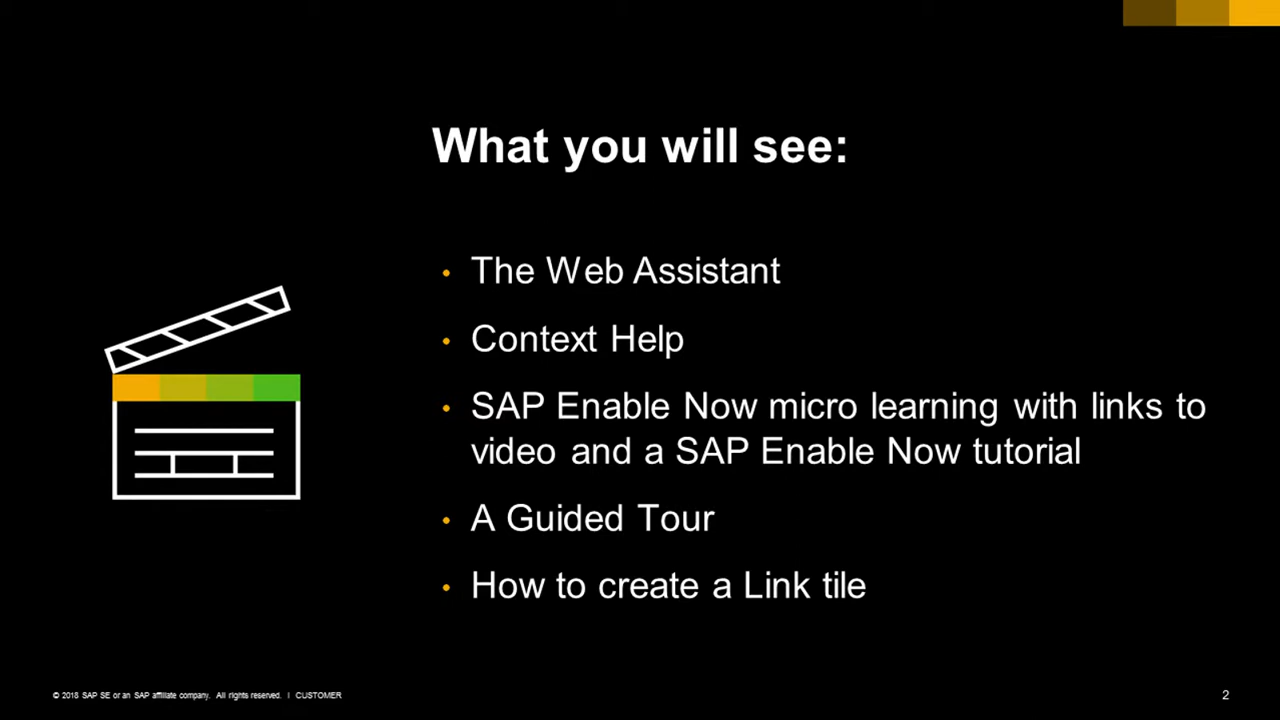 What you will see:
• The Web Assistant
• Context Help
• SAP Enable Now micro learning with links to
video and a SAP Enable Now tutorial
• A Guided Tour
• How to create a Link tile
© 2018 SAP SE or an SAP affiliate company. All rights reserved. | CUSTOMER
2